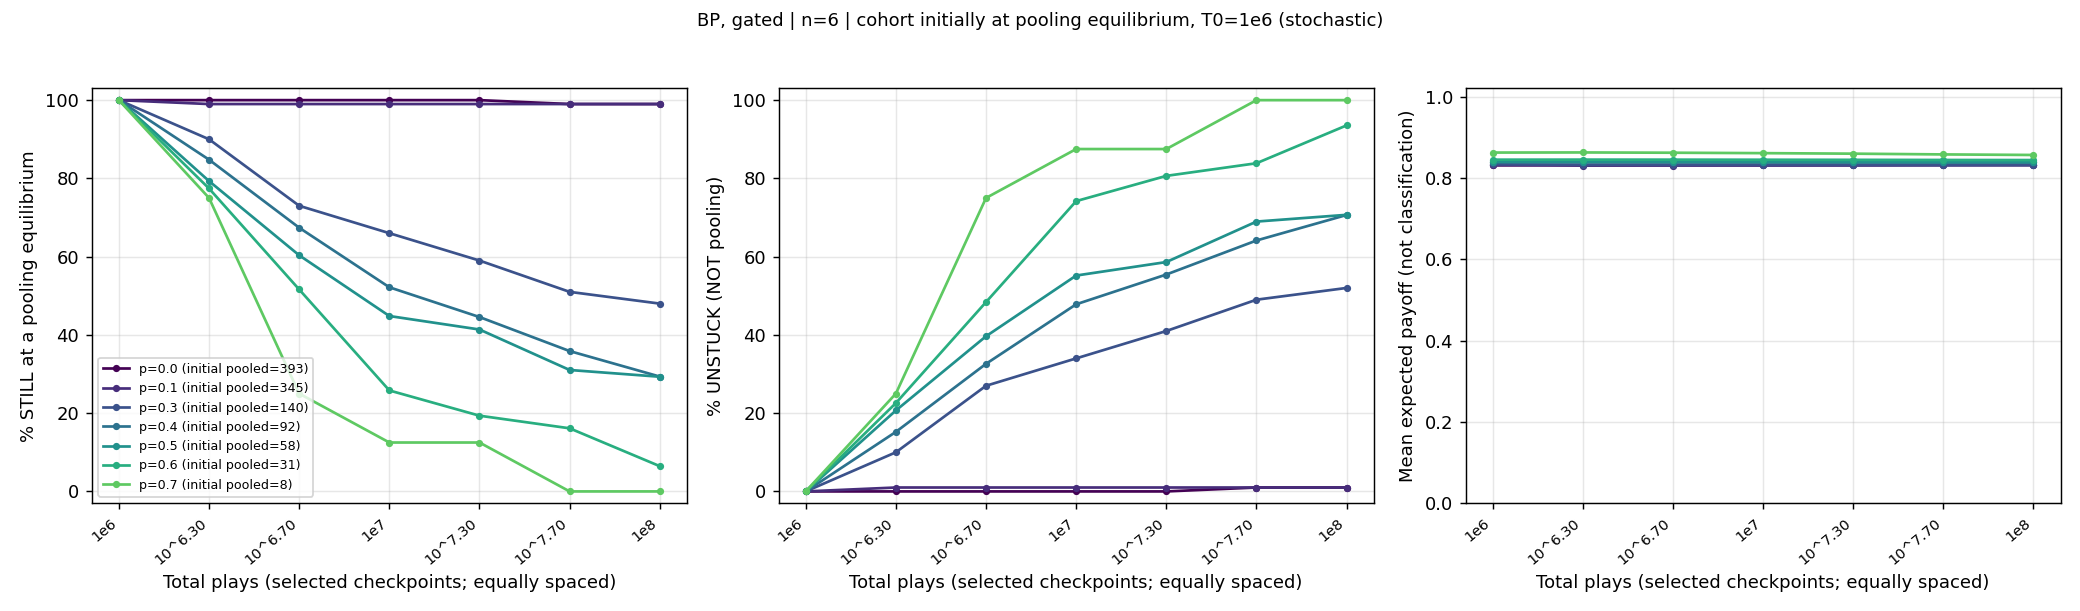 BP, gated | n=6 | cohort initially at pooling equilibrium, T0=1e6 (stochastic)
% STILL at a pooling equilibrium
100
80
60
40
20
0
p=0.0 (initial pooled=393)
p=0.1 (initial pooled=345)
p=0.3 (initial pooled=140)
p=0.4 (initial pooled=92)
p=0.5 (initial pooled=58)
p=0.6 (initial pooled=31)
p=0.7 (initial pooled=8)
1e6
10^6.30
10^6.70
1e7
10^7.30
10^7.70
1e8
Total plays (selected checkpoints; equally spaced)
% UNSTUCK (NOT pooling)
100
80
60
40
20
0
1e6
10^6.30
10^6.70
1e7
10^7.30
10^7.70
1e8
Total plays (selected checkpoints; equally spaced)
Mean expected payoff (not classification)
1.0
0.8
0.6
0.4
0.2
0.0
1e6
10^6.30
10^6.70
1e7
10^7.30
10^7.70
1e8
Total plays (selected checkpoints; equally spaced)